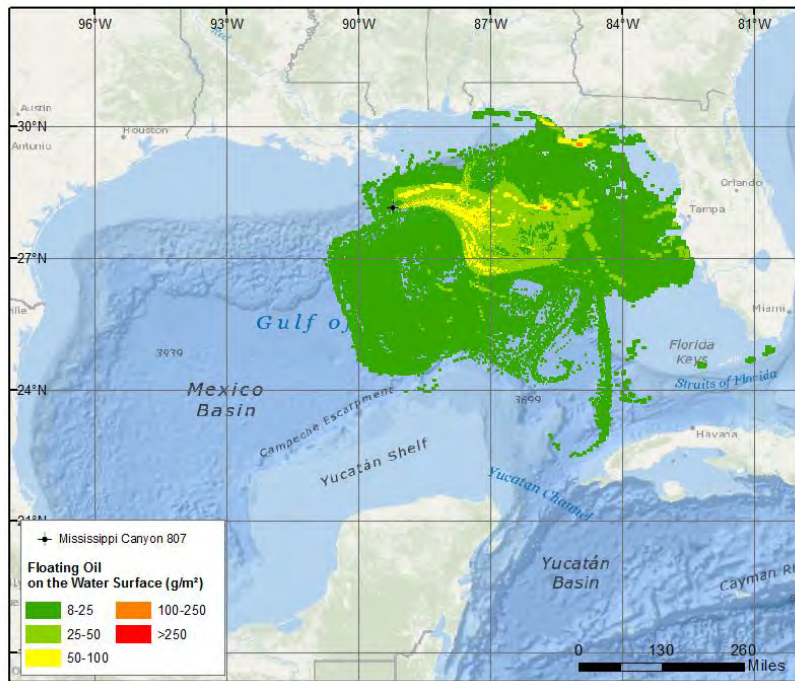 96°W
93°W
90°W
87°W
84°W
81°W
Red
Austin
30°N
Houston
Antonio
Orlando
Tampa
27°N
Gulf of
Miami
3939
Florida
Keys
24°N
Mexico
Basin
Straits of Florida
Campeche Escarpment
3699
Havana
Yucatán Shelf
Yucatan Channel
Mississippi Canyon 807
Floating Oil
on the Water Surface (g/m²)
8-25
100-250
25-50
>250
50-100
Yucatán
Basin
Cayman
0
130
260
Miles